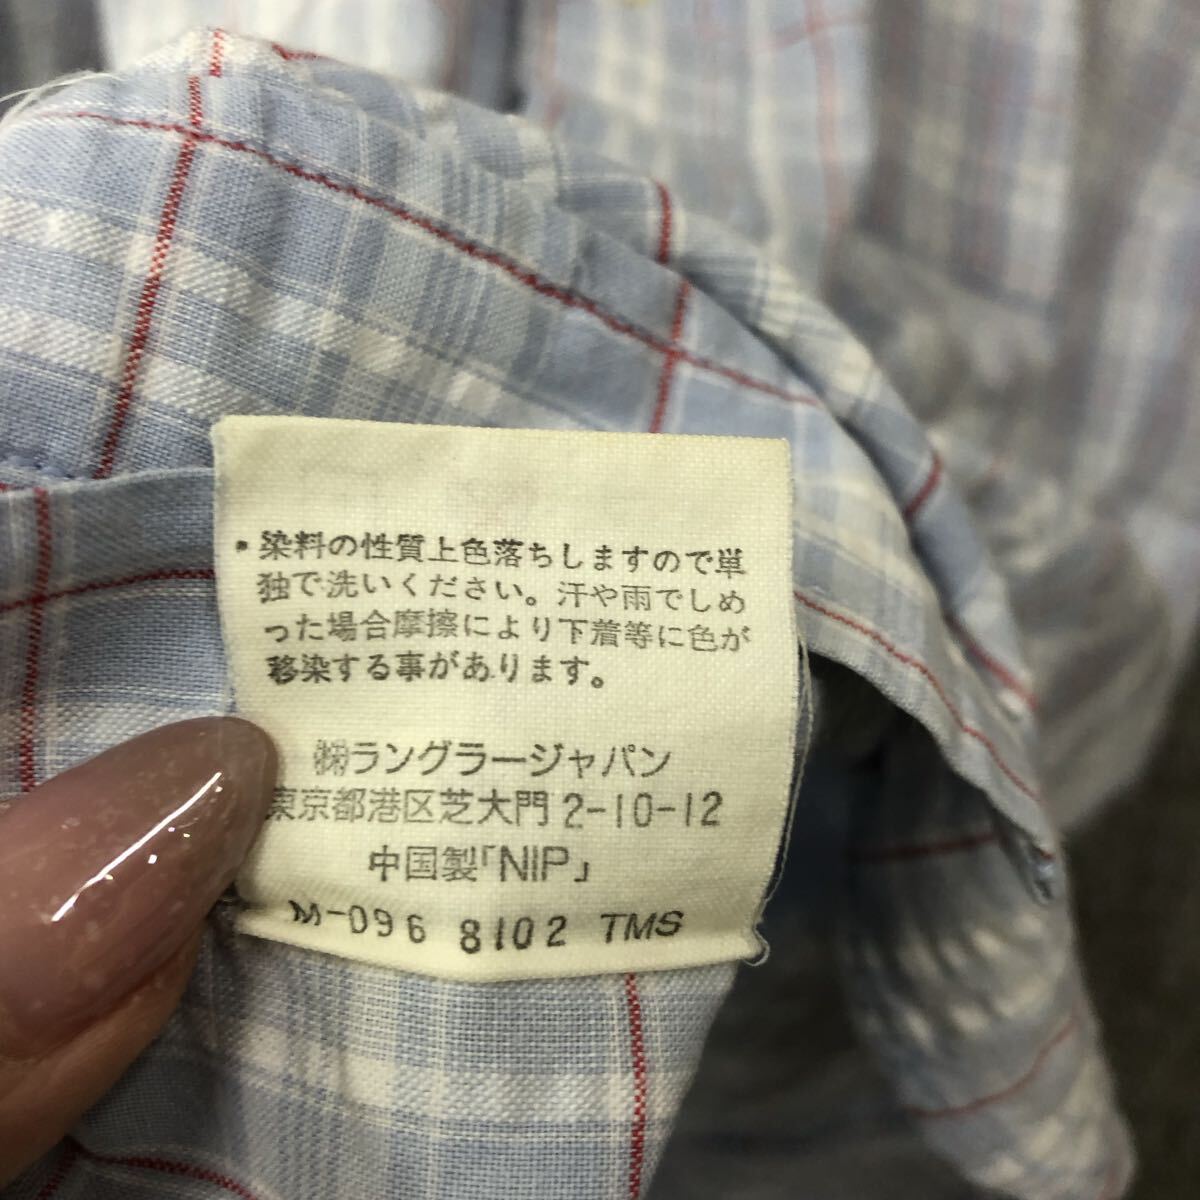 ・染料の性質上色落ちしますので単
独で洗いください。汗や雨でしめ
った場合摩擦により下着等に色が
移染する事があります。
㈱ラングラージャパン
東京都港区芝大門2-10-12
中国製「NIP」
M-096 8102 TMS